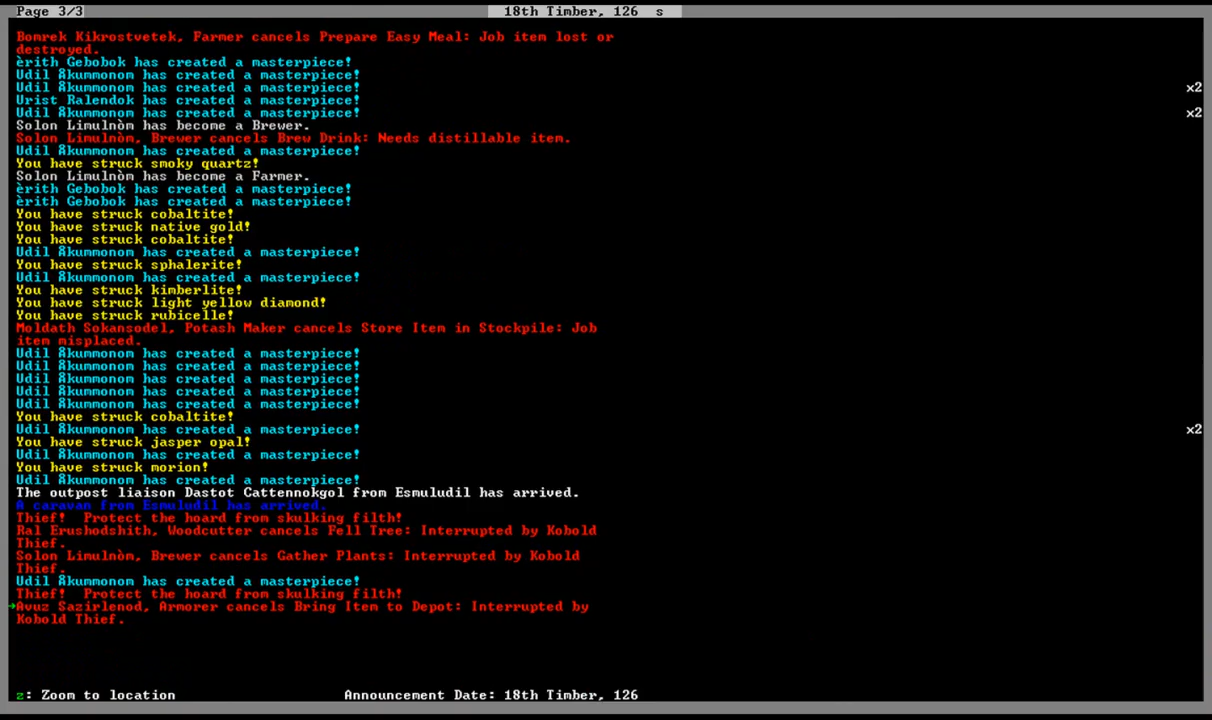 Page 3/3
18th Timber, 126 s
Bomrek Kikrostvetek, Farmer cancels Prepare Easy Meal: Job item lost or
destroyed.
èrith Gebobok has created a masterpiece!
Udil Åkummonom has created a masterpiece!
Udil Åkummonom has created a masterpiece! x2
Urist Ralendok has created a masterpiece!
Udil Åkummonom has created a masterpiece! x2
Solon Limulnòm has become a Brewer.
Solon Limulnòm, Brewer cancels Brew Drink: Needs distillable item.
Udil Åkummonom has created a masterpiece!
You have struck smoky quartz!
Solon Limulnòm has become a Farmer.
èrith Gebobok has created a masterpiece!
èrith Gebobok has created a masterpiece!
You have struck cobaltite!
You have struck native gold!
You have struck cobaltite!
Udil Åkummonom has created a masterpiece!
You have struck sphalerite!
Udil Åkummonom has created a masterpiece!
You have struck kimberlite!
You have struck light yellow diamond!
You have struck rubicelle!
Moldath Sokansodel, Potash Maker cancels Store Item in Stockpile: Job
item misplaced.
Udil Åkummonom has created a masterpiece!
Udil Åkummonom has created a masterpiece!
Udil Åkummonom has created a masterpiece!
Udil Åkummonom has created a masterpiece!
Udil Åkummonom has created a masterpiece!
You have struck cobaltite!
Udil Åkummonom has created a masterpiece! x2
You have struck jasper opal!
Udil Åkummonom has created a masterpiece!
You have struck morion!
Udil Åkummonom has created a masterpiece!
The outpost liaison Dastot Cattennokgol from Esmuludil has arrived.
A caravan from Esmuludil has arrived.
Thief! Protect the hoard from skulking filth!
Ral Erushodshith, Woodcutter cancels Fell Tree: Interrupted by Kobold
Thief.
Solon Limulnòm, Brewer cancels Gather Plants: Interrupted by Kobold
Thief.
Udil Åkummonom has created a masterpiece!
Thief! Protect the hoard from skulking filth!
→Avuz Sazirlenod, Armorer cancels Bring Item to Depot: Interrupted by
Kobold Thief.
z: Zoom to location
Announcement Date: 18th Timber, 126